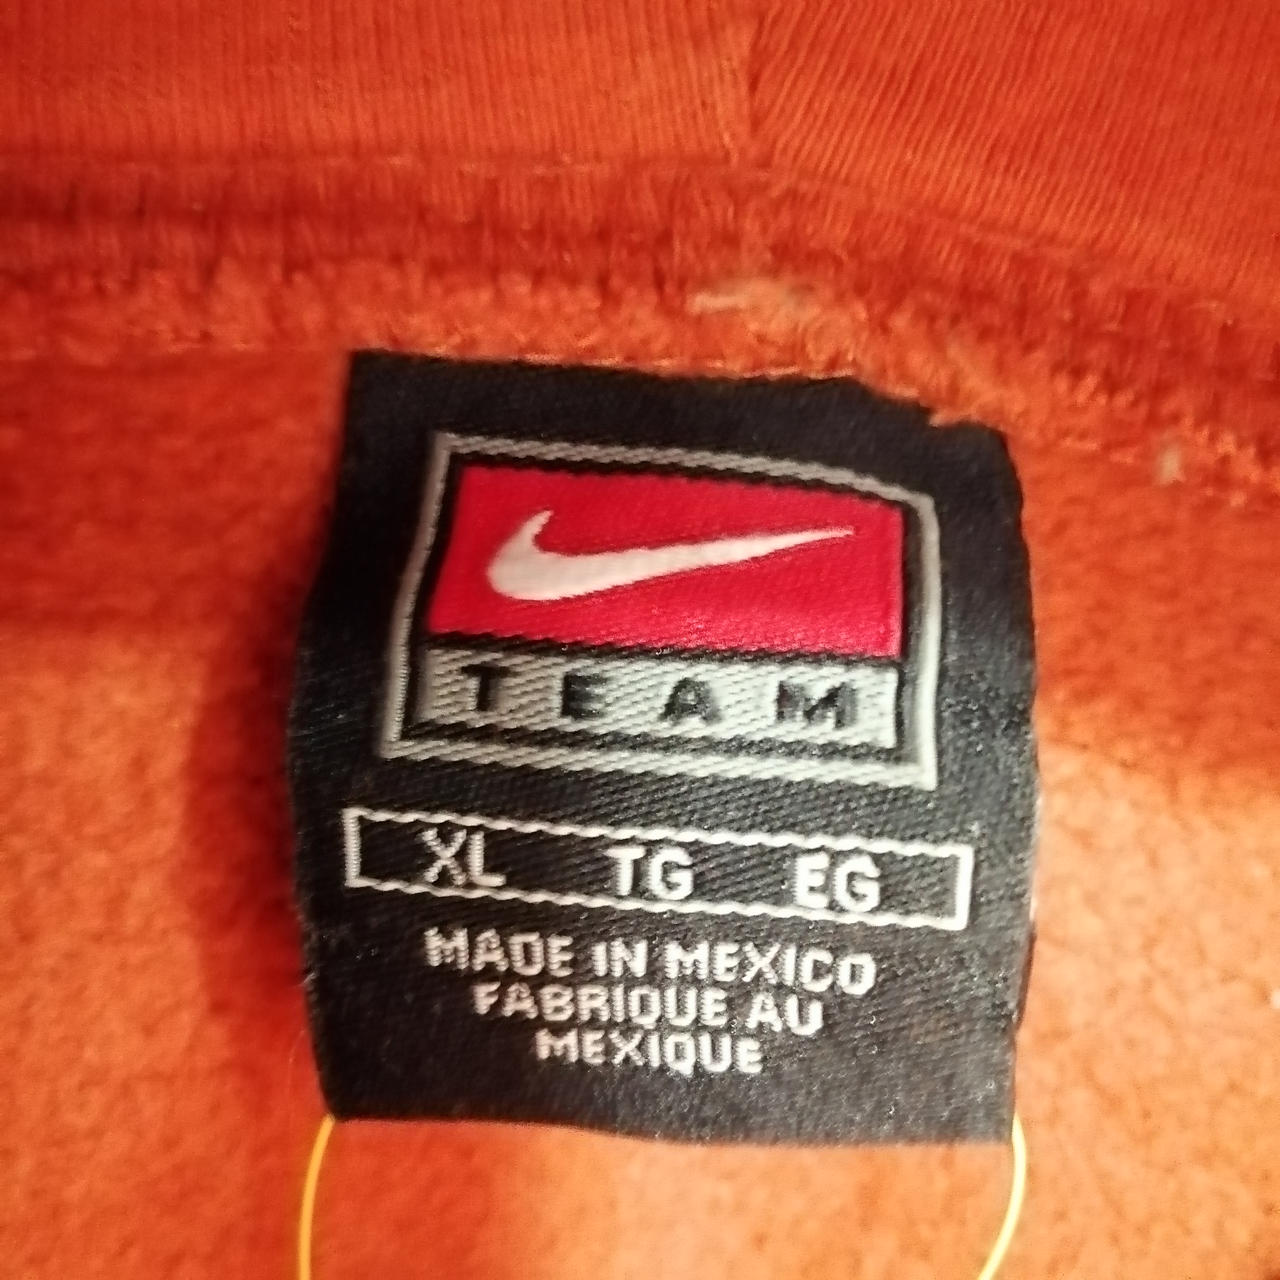 TEAM
XL TG EG
MADE IN MEXICO
FABRIQUE AU
MEXIQUE